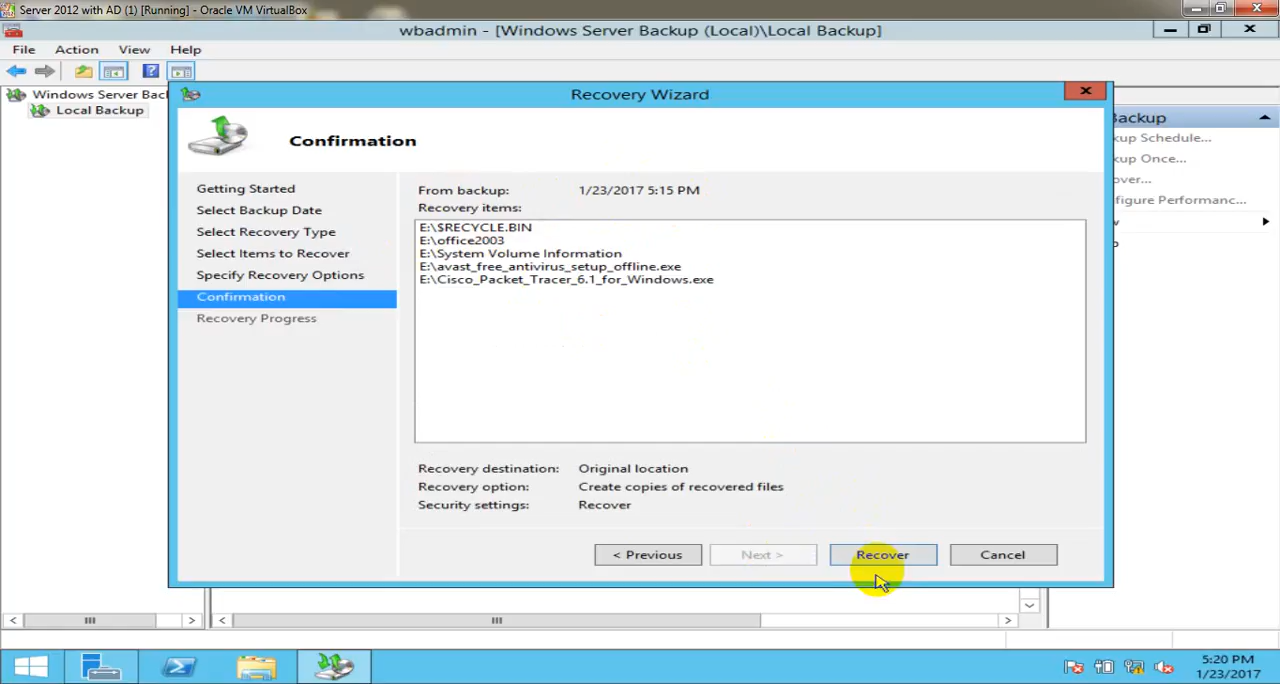 Server 2012 with AD (1) [Running] - Oracle VM VirtualBox
wbadmin - [Windows Server Backup (Local)\Local Backup]
File Action View Help
Windows Server Bac
Local Backup
Recovery Wizard
Confirmation
Getting Started
Select Backup Date
Select Recovery Type
Select Items to Recover
Specify Recovery Options
Confirmation
Recovery Progress
From backup: 1/23/2017 5:15 PM
Recovery items:
E:\$RECYCLE.BIN
E:\office2003
E:\System Volume Information
E:\avast_free_antivirus_setup_offline.exe
E:\Cisco_Packet_Tracer_6.1_for_Windows.exe
Recovery destination: Original location
Recovery option: Create copies of recovered files
Security settings: Recover
< Previous Next > Recover Cancel
Backup
kup Schedule...
kup Once...
over...
figure Performanc...
5:20 PM
1/23/2017